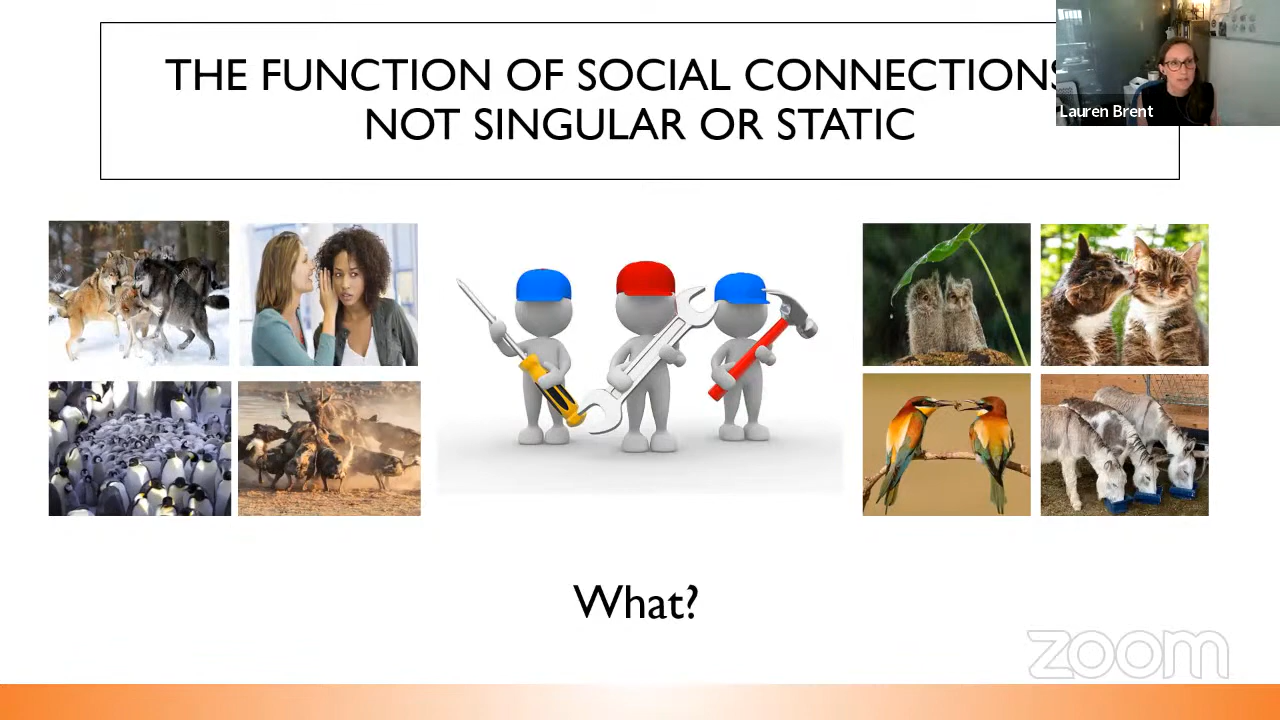 THE FUNCTION OF SOCIAL CONNECTIONS
NOT SINGULAR OR STATIC
Lauren Brent
What?
zoom